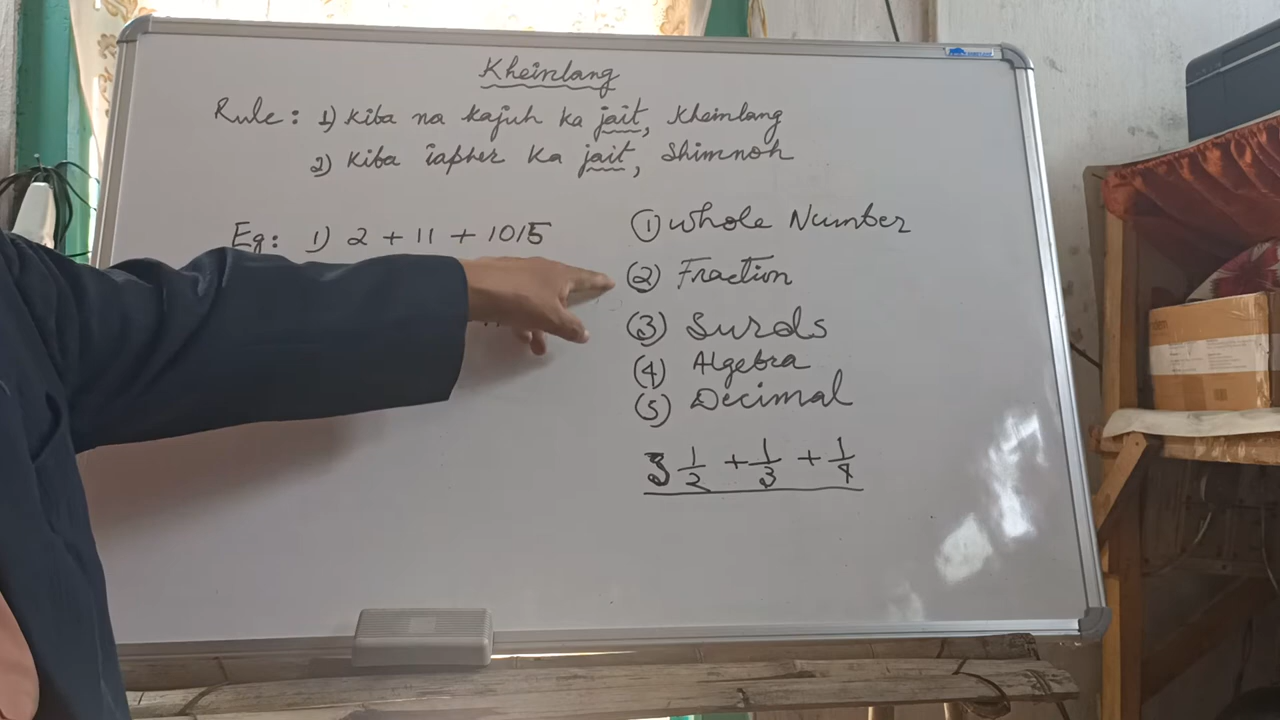 Kheinlang
Rule: 1) Kiba na kajuh ka jait, Kheinlang
2) Kiba iapher ka jait, Shimnoh
Eg: 1) 2 + 11 + 1015
(1) Whole Number
(2) Fraction
(3) Surds
(4) Algebra
(5) Decimal
3 1/2 + 1/3 + 1/4